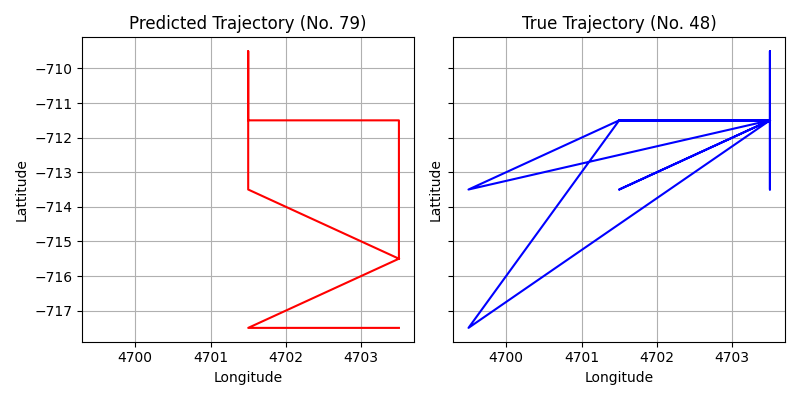 Predicted Trajectory (No. 79)
True Trajectory (No. 48)
Lattitude
−710
−711
−712
−713
−714
−715
−716
−717
4700
4701
4702
4703
Longitude
Lattitude
4700
4701
4702
4703
Longitude